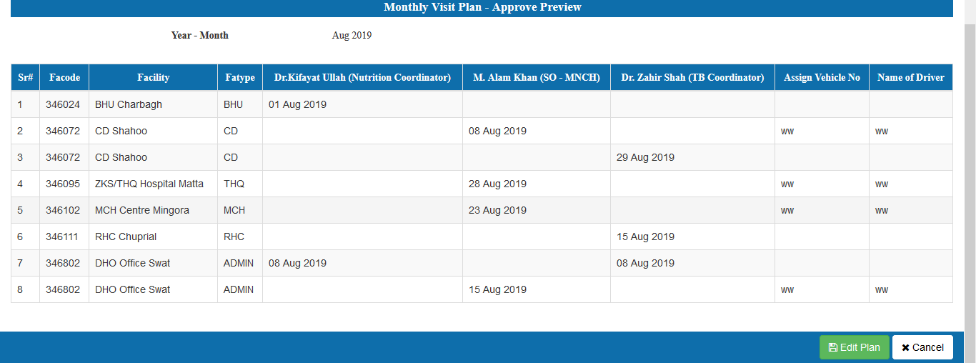 Monthly Visit Plan - Approve Preview
Year - Month Aug 2019
Sr# Facode Facility Fatype Dr.Kifayat Ullah (Nutrition Coordinator) M. Alam Khan (SO - MNCH) Dr. Zahir Shah (TB Coordinator) Assign Vehicle No Name of Driver
1 346024 BHU Charbagh BHU 01 Aug 2019
2 346072 CD Shahoo CD 08 Aug 2019 ww ww
3 346072 CD Shahoo CD 29 Aug 2019
4 346095 ZKS/THQ Hospital Matta THQ 28 Aug 2019 ww ww
5 346102 MCH Centre Mingora MCH 23 Aug 2019 ww ww
6 346111 RHC Chuprial RHC 15 Aug 2019
7 346802 DHO Office Swat ADMIN 08 Aug 2019 08 Aug 2019
8 346802 DHO Office Swat ADMIN 15 Aug 2019 ww ww
Edit Plan Cancel